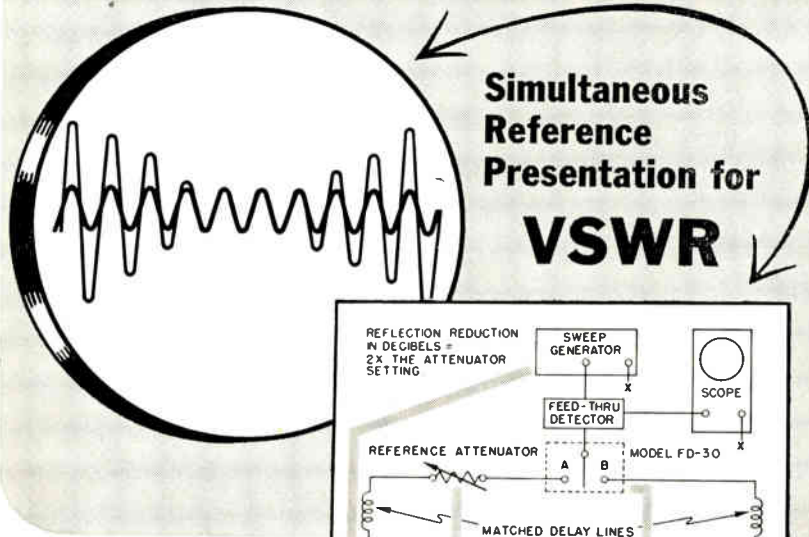 Simultaneous
Reference
Presentation for
VSWR
REFLECTION REDUCTION
IN DECIBELS =
2X THE ATTENUATOR
SETTING
SWEEP
GENERATOR
X
SCOPE
X
FEED-THRU
DETECTOR
REFERENCE ATTENUATOR
A
B
MODEL FD-30
MATCHED DELAY LINES